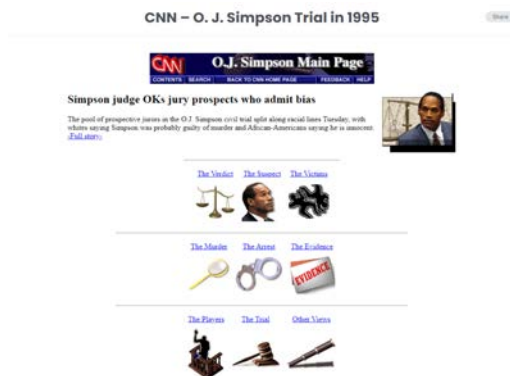 CNN – O. J. Simpson Trial in 1995
Share
CNN O.J. Simpson Main Page
CONTENTS SEARCH BACK TO CNN HOME PAGE FEEDBACK HELP
Simpson judge OKs jury prospects who admit bias
The pool of prospective jurors in the O.J. Simpson civil trial split along racial lines Tuesday, with
whites saying Simpson was probably guilty of murder and African-Americans saying he is innocent.
-Full story-
The Verdict The Suspect The Victims
The Murder The Arrest The Evidence
EVIDENCE
The Players The Trial Other Views